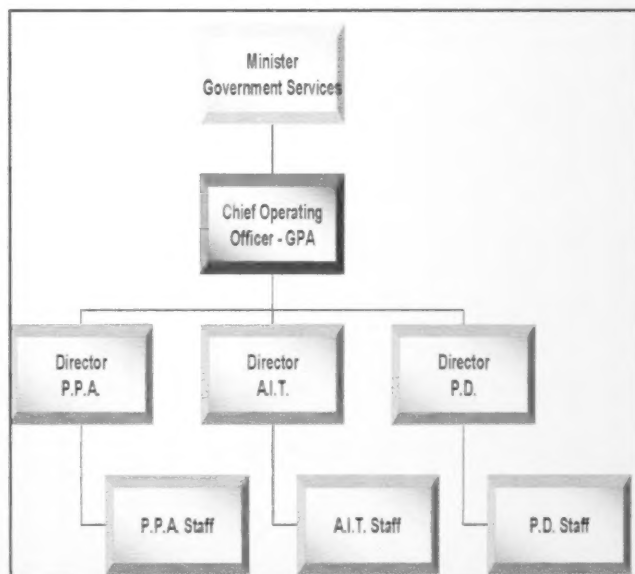 Minister
Government Services
Chief Operating
Officer - GPA
Director
P.P.A.
Director
A.I.T.
Director
P.D.
P.P.A. Staff
A.I.T. Staff
P.D. Staff